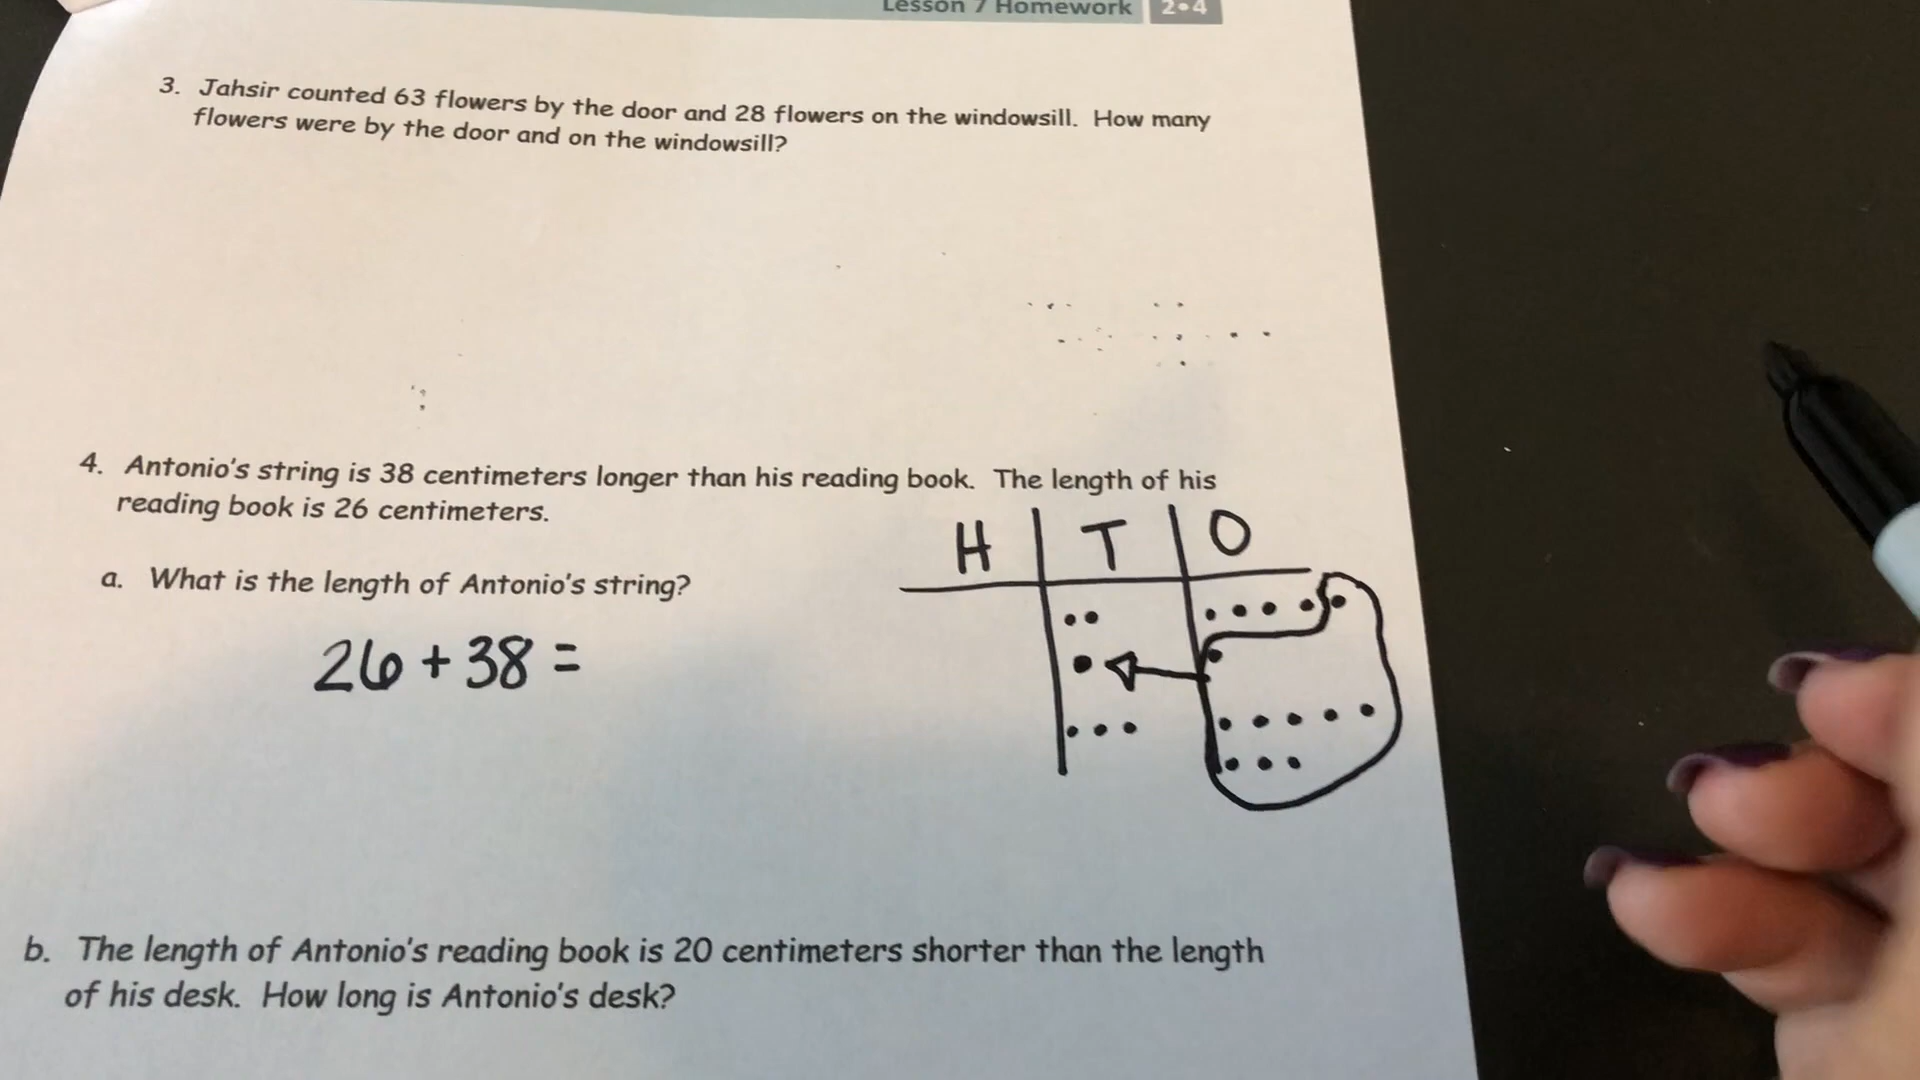 Lesson 7 Homework 2•4
3. Jahsir counted 63 flowers by the door and 28 flowers on the windowsill. How many
flowers were by the door and on the windowsill?
4. Antonio's string is 38 centimeters longer than his reading book. The length of his
reading book is 26 centimeters.
H T O
a. What is the length of Antonio's string?
26 + 38 =
b. The length of Antonio's reading book is 20 centimeters shorter than the length
of his desk. How long is Antonio's desk?